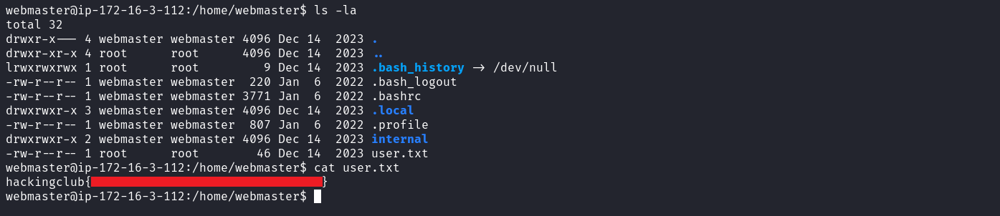 webmaster@ip-172-16-3-112:/home/webmaster$ ls -la
total 32
drwxr-x--- 4 webmaster webmaster 4096 Dec 14  2023 .
drwxr-xr-x 4 root      root      4096 Dec 14  2023 ..
lrwxrwxrwx 1 root      root         9 Dec 14  2023 .bash_history -> /dev/null
-rw-r--r-- 1 webmaster webmaster  220 Jan  6  2022 .bash_logout
-rw-r--r-- 1 webmaster webmaster 3771 Jan  6  2022 .bashrc
drwxrwxr-x 3 webmaster webmaster 4096 Dec 14  2023 .local
-rw-r--r-- 1 webmaster webmaster  807 Jan  6  2022 .profile
drwxrwxr-x 2 webmaster webmaster 4096 Dec 14  2023 internal
-rw-r--r-- 1 root      root        46 Dec 14  2023 user.txt
webmaster@ip-172-16-3-112:/home/webmaster$ cat user.txt
hackingclub{}
webmaster@ip-172-16-3-112:/home/webmaster$